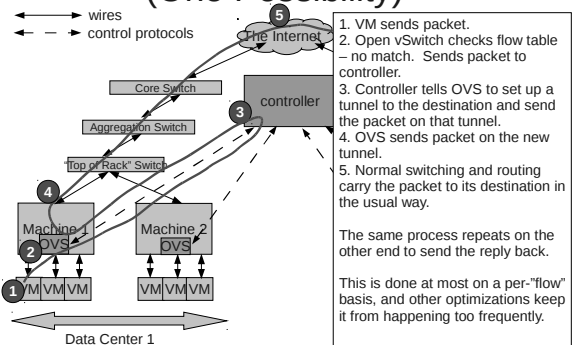 (One Possibility)
wires
control protocols
5
The Internet
Core Switch
controller
3
Aggregation Switch
"Top of Rack" Switch
4
Machine 1
Machine 2
OVS
OVS
2
1
VM VM VM
VM VM VM
Data Center 1
1. VM sends packet.
2. Open vSwitch checks flow table
– no match.  Sends packet to
controller.
3. Controller tells OVS to set up a
tunnel to the destination and send
the packet on that tunnel.
4. OVS sends packet on the new
tunnel.
5. Normal switching and routing
carry the packet to its destination in
the usual way.
The same process repeats on the
other end to send the reply back.
This is done at most on a per-"flow"
basis, and other optimizations keep
it from happening too frequently.